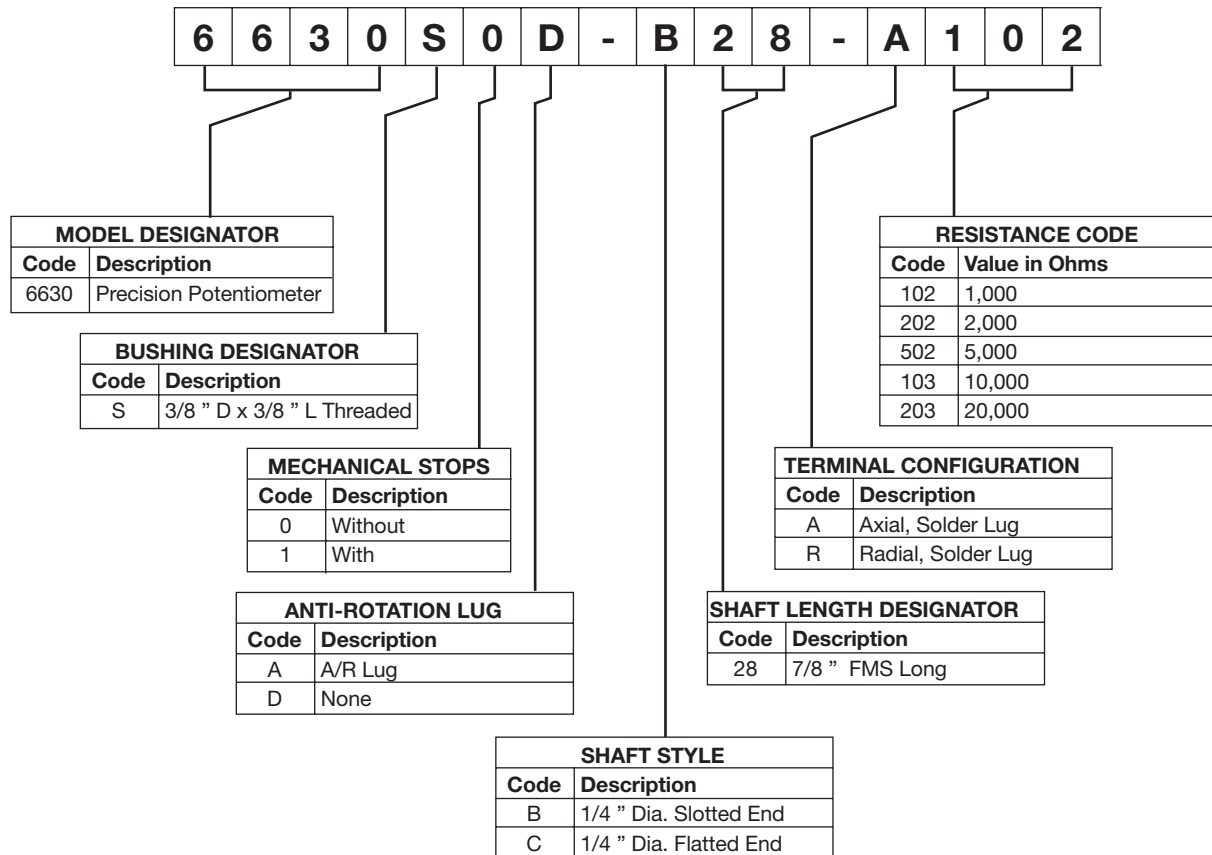 6 6 3 0 S 0 D - B 2 8 - A 1 0 2
MODEL DESIGNATOR
Code Description
6630 Precision Potentiometer
BUSHING DESIGNATOR
Code Description
S 3/8 ” D x 3/8 ” L Threaded
MECHANICAL STOPS
Code Description
0 Without
1 With
ANTI-ROTATION LUG
Code Description
A A/R Lug
D None
SHAFT STYLE
Code Description
B 1/4 ” Dia. Slotted End
C 1/4 ” Dia. Flatted End
SHAFT LENGTH DESIGNATOR
Code Description
28 7/8 ” FMS Long
TERMINAL CONFIGURATION
Code Description
A Axial, Solder Lug
R Radial, Solder Lug
RESISTANCE CODE
Code Value in Ohms
102 1,000
202 2,000
502 5,000
103 10,000
203 20,000